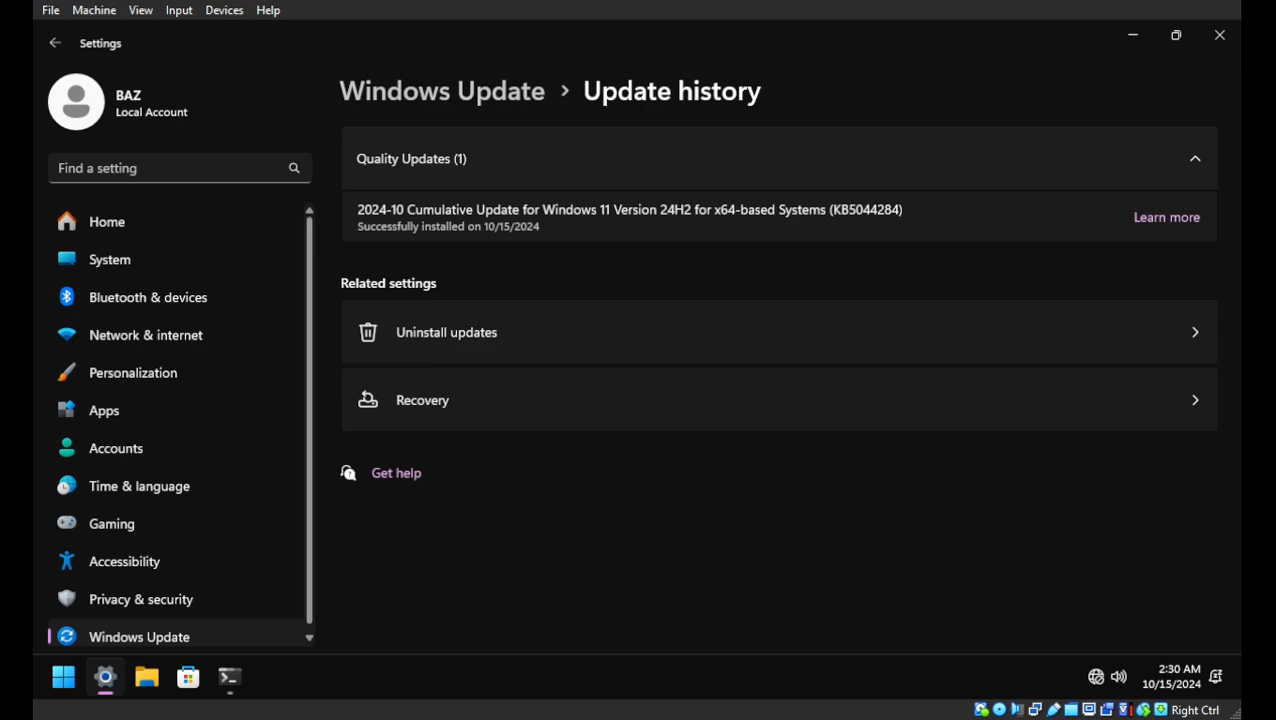 File Machine View Input Devices Help
Settings
BAZ
Local Account
Find a setting
Home
System
Bluetooth & devices
Network & internet
Personalization
Apps
Accounts
Time & language
Gaming
Accessibility
Privacy & security
Windows Update
Windows Update > Update history
Quality Updates (1)
2024-10 Cumulative Update for Windows 11 Version 24H2 for x64-based Systems (KB5044284)
Successfully installed on 10/15/2024
Learn more
Related settings
Uninstall updates
Recovery
Get help
2:30 AM
10/15/2024
Right Ctrl